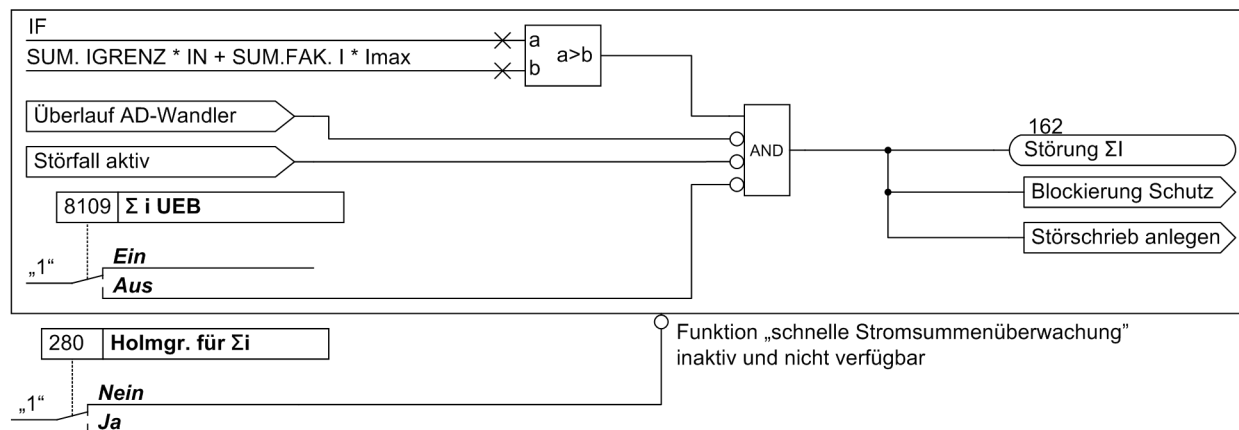 IF
SUM. IGRENZ * IN + SUM.FAK. I * Imax
a
b
a>b
Überlauf AD-Wandler
Störfall aktiv
AND
162
Störung ΣI
Blockierung Schutz
Störschrieb anlegen
8109 Σ i UEB
„1“
Ein
Aus
280 Holmgr. für Σi
„1“
Nein
Ja
Funktion „schnelle Stromsummenüberwachung”
inaktiv und nicht verfügbar